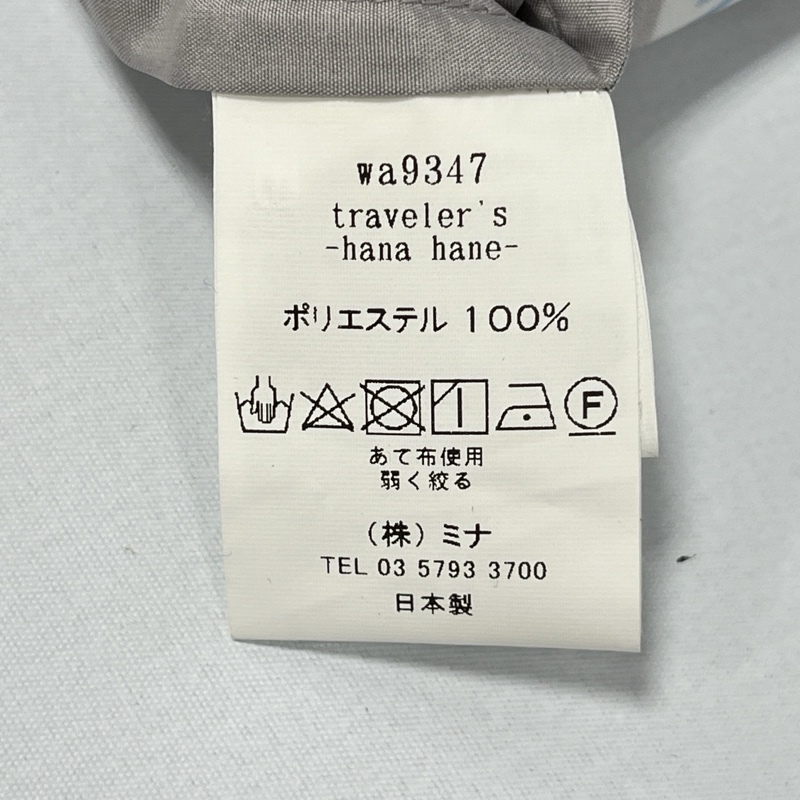 wa9347
traveler's
-hana hane-
ポリエステル 100%
F
あて布使用
弱く絞る
(株)ミナ
TEL 03 5793 3700
日本製